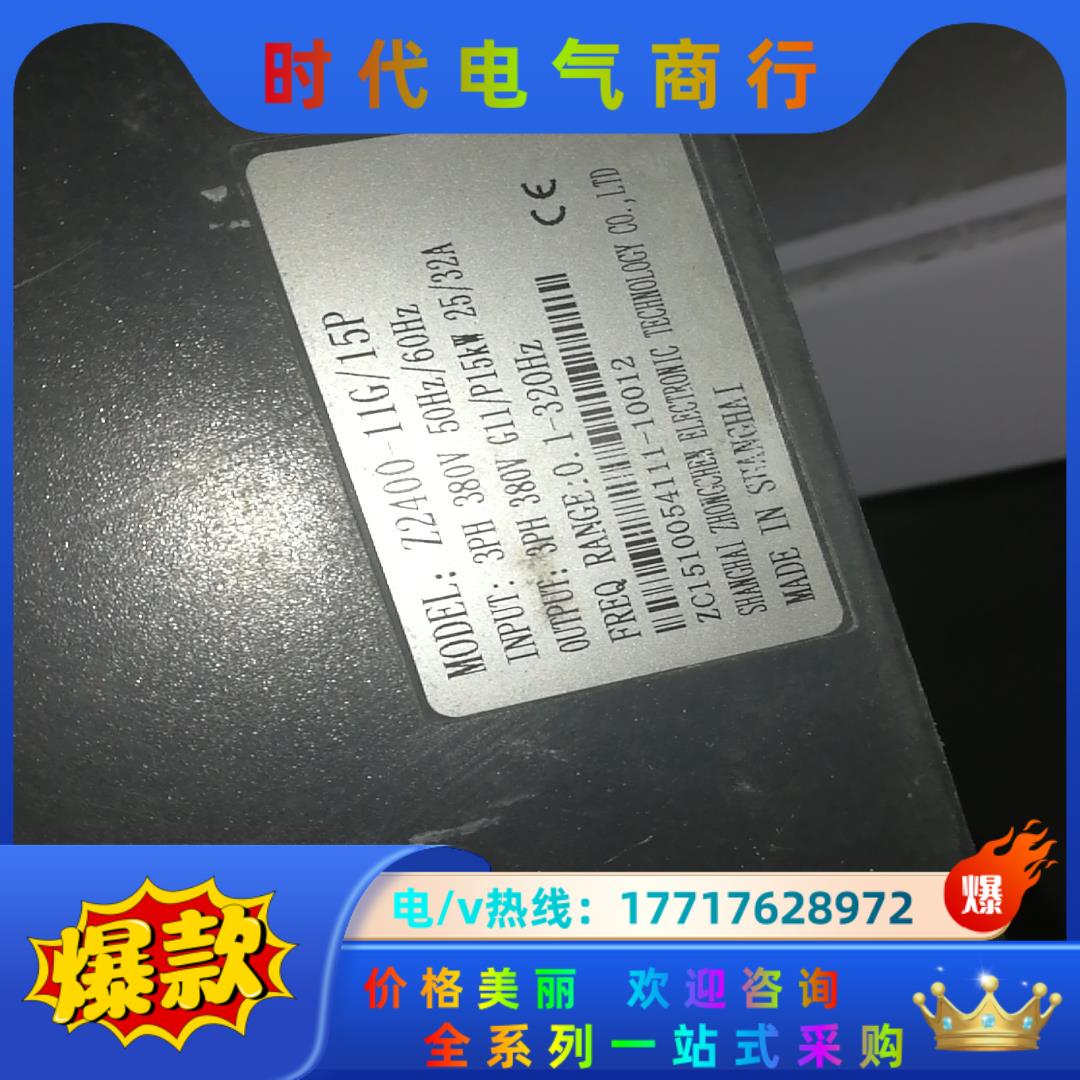 时代电气商行
MODEL: Z2400-11G/15P
INPUT: 3PH 380V 50Hz/60Hz
OUTPUT: 3PH 380V G11/P15kW 25/32A
FREQ RANGE:0.1-320Hz
CE
ZC1510054111-10012
SHANGHAI ZHONGCHEN ELECTRONIC TECHNOLOGY CO.,LTD
MADE IN SHANGHAI
爆款
电/v热线：17717628972
爆
价格美丽 欢迎咨询
全系列一站式采购